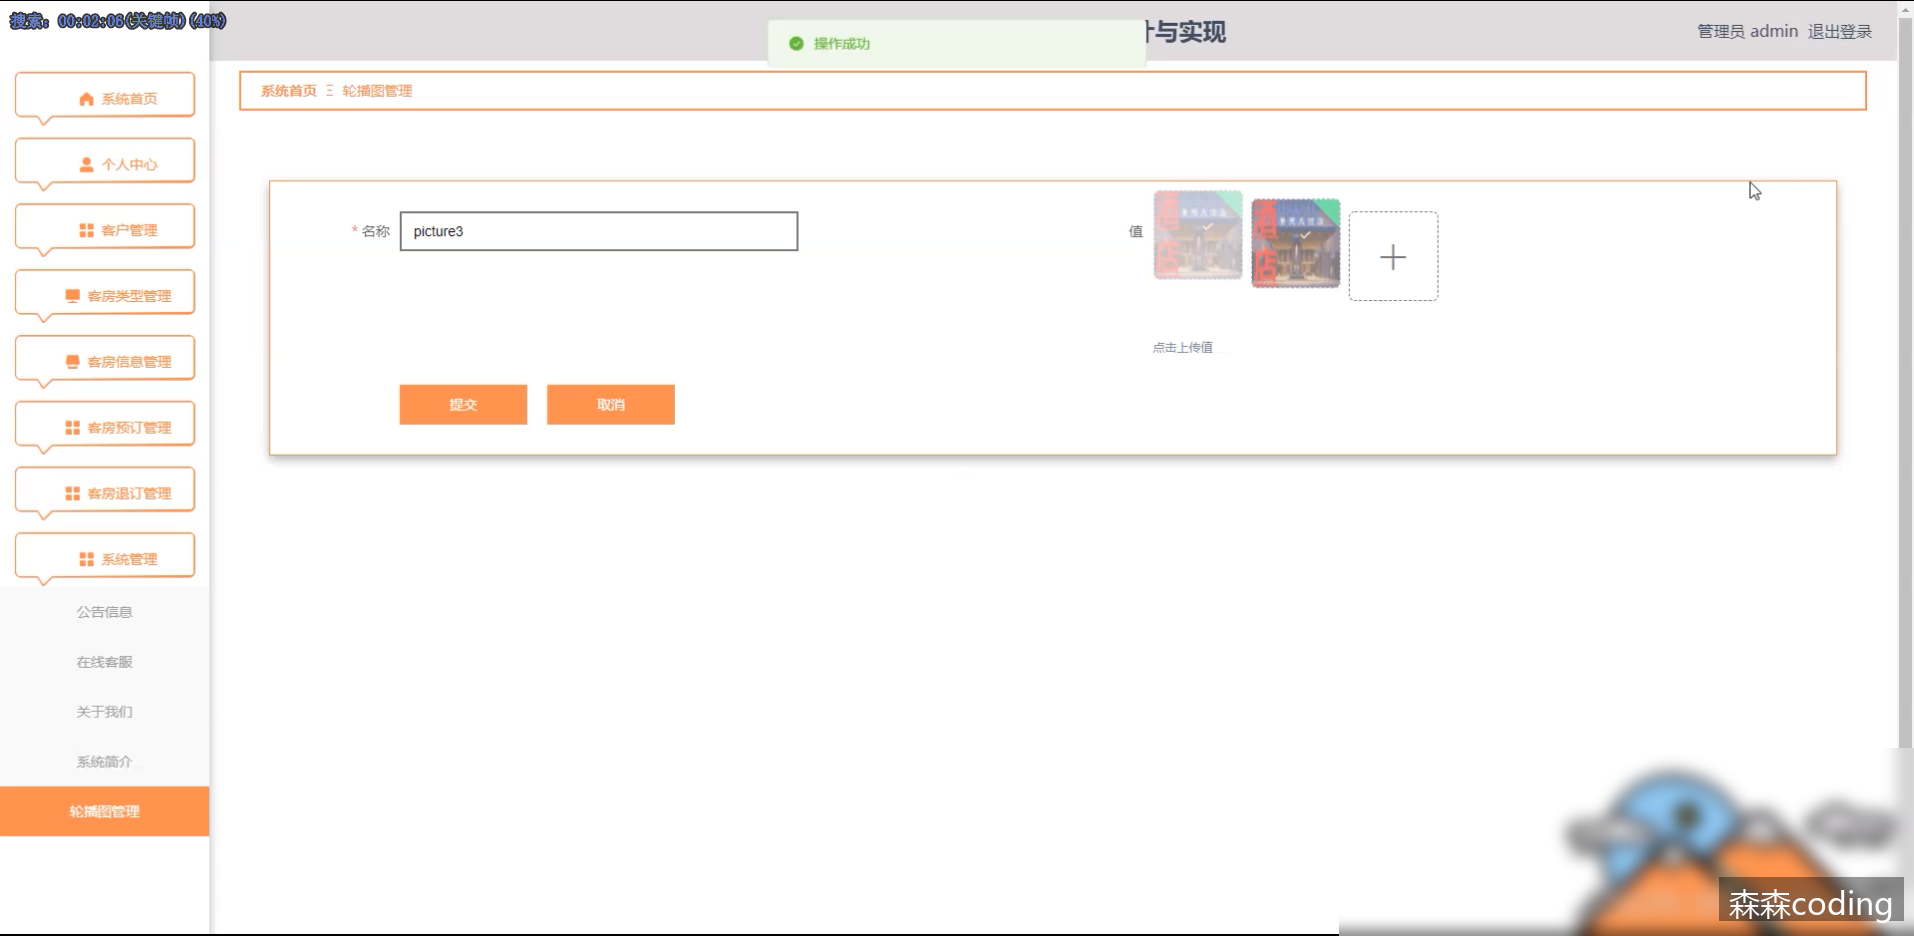 搜索: 00:02:06(关键帧)(40%)
操作成功
计与实现
管理员 admin 退出登录
系统首页
系统首页 Ξ 轮播图管理
个人中心
客户管理
* 名称 picture3
值
酒店
客房类型管理
点击上传值
客房信息管理
提交 取消
客房预订管理
客房退订管理
系统管理
公告信息
在线客服
关于我们
系统简介
轮播图管理
森森coding